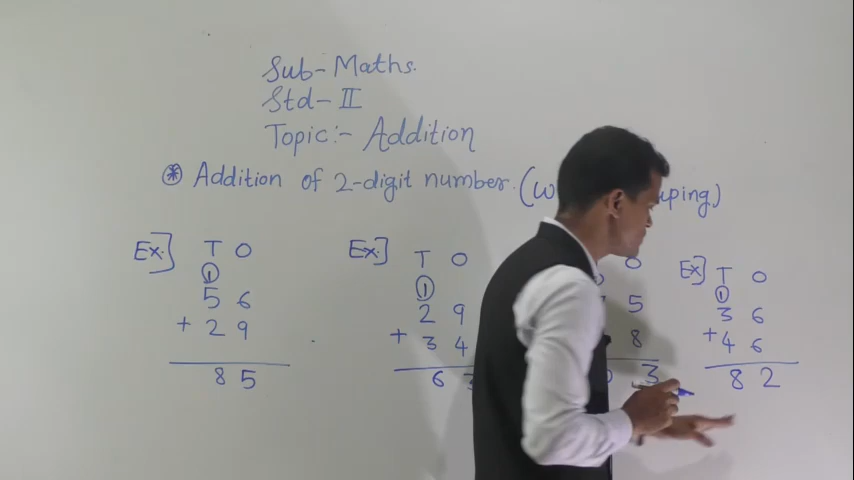 Sub- Maths.
Std- II
Topic:- Addition
* Addition of 2-digit number. (
Ex.] T O
1
5 6
+ 2 9
8 5
Ex.] T O
1
2 9
+ 3 4
6 3
O
5
8
3
Ex] T O
1
3 6
+ 4 6
8 2